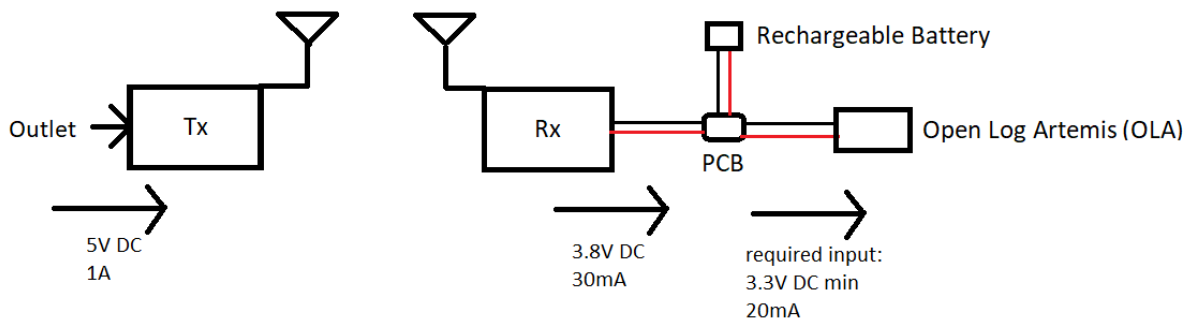 Rechargeable Battery
Outlet
Tx
Rx
PCB
Open Log Artemis (OLA)
5V DC
1A
3.8V DC
30mA
required input:
3.3V DC min
20mA